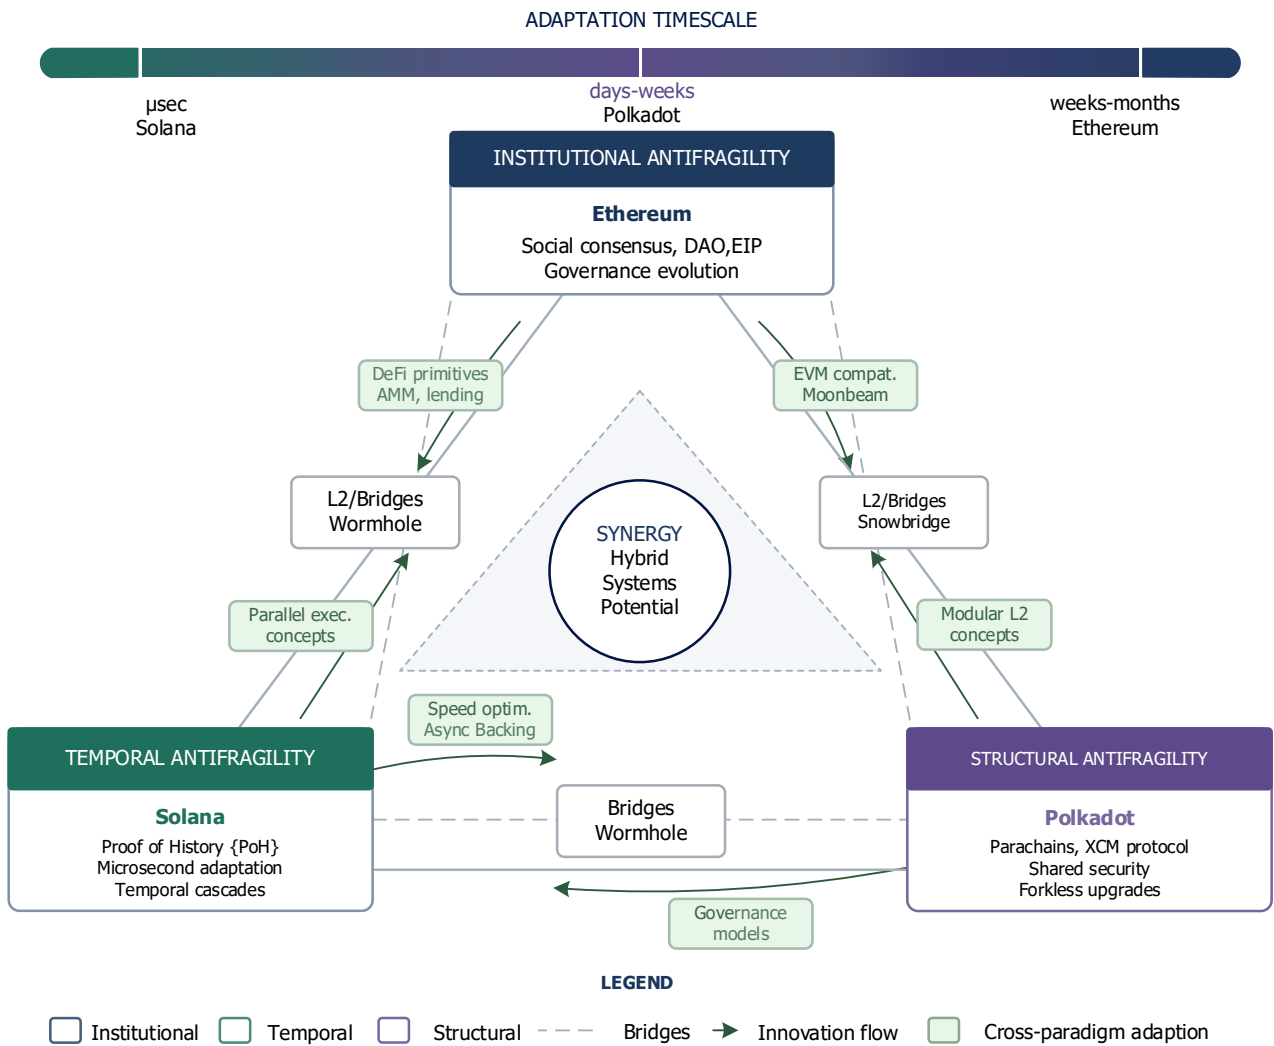 ADAPTATION TIMESCALE
µsec
Solana
days-weeks
Polkadot
weeks-months
Ethereum
INSTITUTIONAL ANTIFRAGILITY
Ethereum
Social consensus, DAO,EIP
Governance evolution
DeFi primitives
AMM, lending
EVM compat.
Moonbeam
L2/Bridges
Wormhole
L2/Bridges
Snowbridge
SYNERGY
Hybrid
Systems
Potential
Parallel exec.
concepts
Modular L2
concepts
Speed optim.
Async Backing
TEMPORAL ANTIFRAGILITY
Solana
Proof of History {PoH}
Microsecond adaptation
Temporal cascades
Bridges
Wormhole
STRUCTURAL ANTIFRAGILITY
Polkadot
Parachains, XCM protocol
Shared security
Forkless upgrades
Governance
models
LEGEND
Institutional
Temporal
Structural
Bridges
Innovation flow
Cross-paradigm adaption